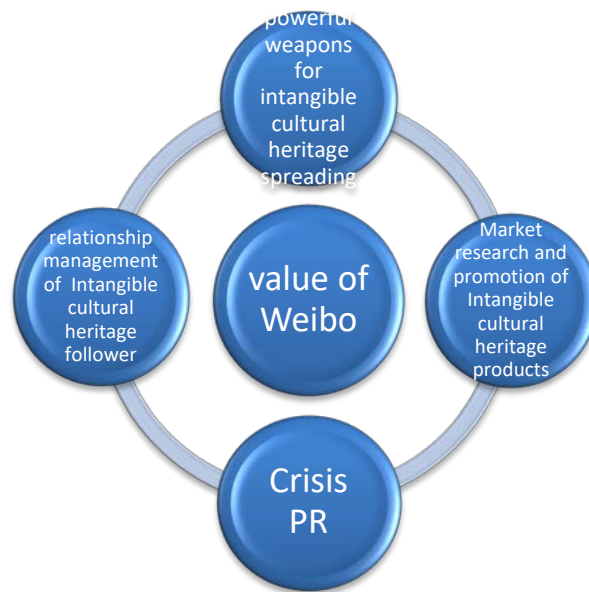 powerful
weapons
for
intangible
cultural
heritage
spreading
relationship
management
of Intangible
cultural
heritage
follower
value of
Weibo
Market
research and
promotion of
Intangible
cultural
heritage
products
Crisis
PR